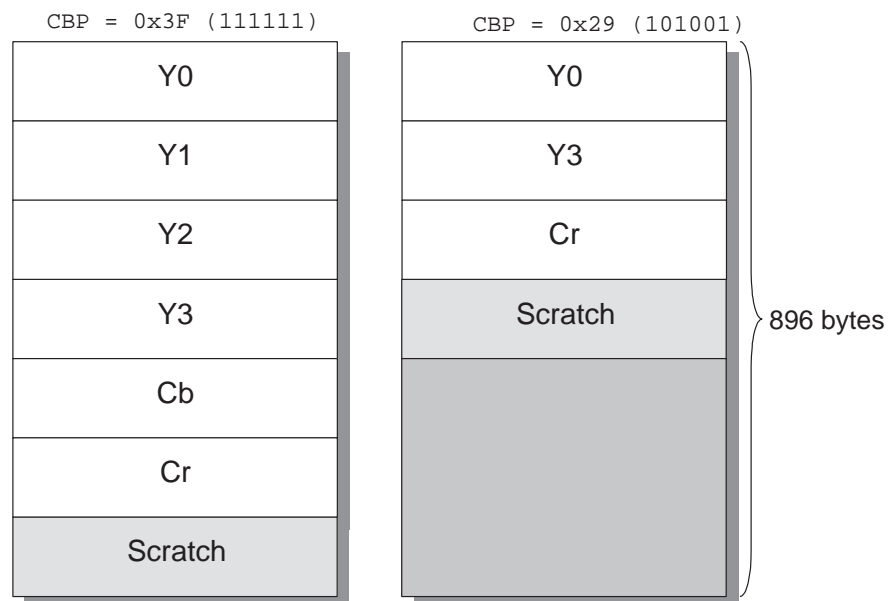 CBP = 0x3F (111111)
Y0
Y1
Y2
Y3
Cb
Cr
Scratch
CBP = 0x29 (101001)
Y0
Y3
Cr
Scratch
896 bytes